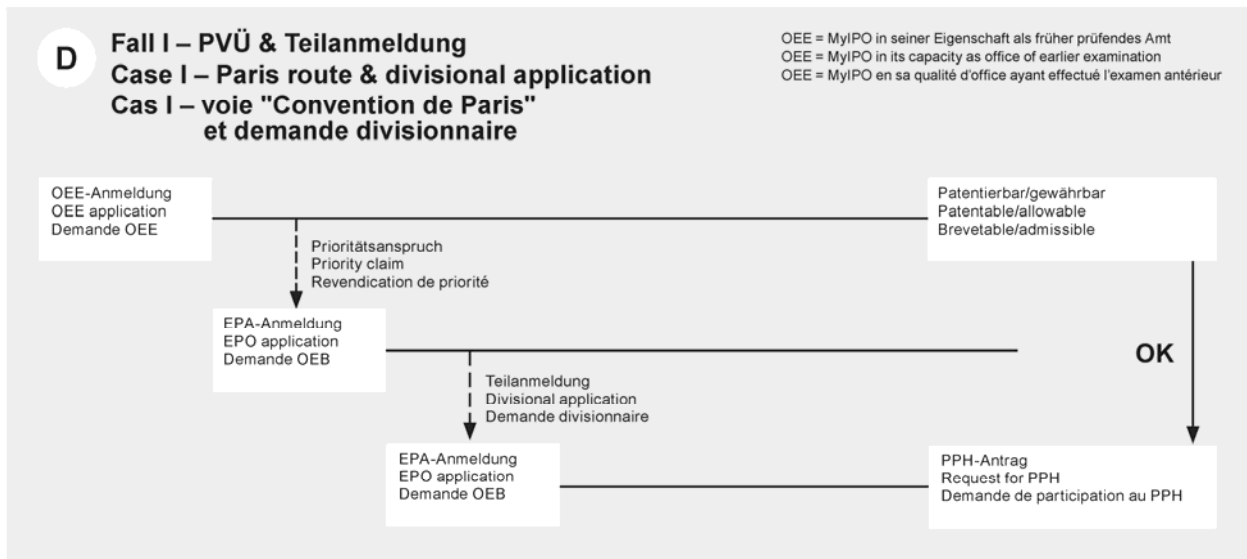 D
Fall I – PVÜ & Teilanmeldung
Case I – Paris route & divisional application
Cas I – voie "Convention de Paris"
et demande divisionnaire
OEE = MyIPO in seiner Eigenschaft als früher prüfendes Amt
OEE = MyIPO in its capacity as office of earlier examination
OEE = MyIPO en sa qualité d'office ayant effectué l'examen antérieur
OEE-Anmeldung
OEE application
Demande OEE
Patentierbar/gewährbar
Patentable/allowable
Brevetable/admissible
Prioritätsanspruch
Priority claim
Revendication de priorité
EPA-Anmeldung
EPO application
Demande OEB
OK
Teilanmeldung
Divisional application
Demande divisionnaire
EPA-Anmeldung
EPO application
Demande OEB
PPH-Antrag
Request for PPH
Demande de participation au PPH